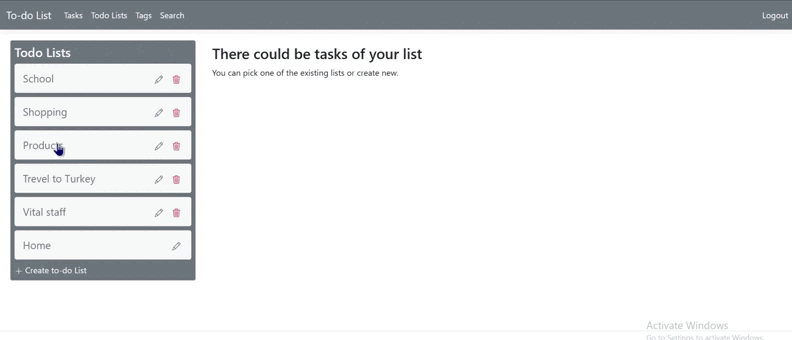 To-do List Tasks Todo Lists Tags Search Logout
Todo Lists
School
Shopping
Products
Trevel to Turkey
Vital staff
Home
+ Create to-do List
There could be tasks of your list
You can pick one of the existing lists or create new.
Activate Windows
Go to Settings to activate Windows.